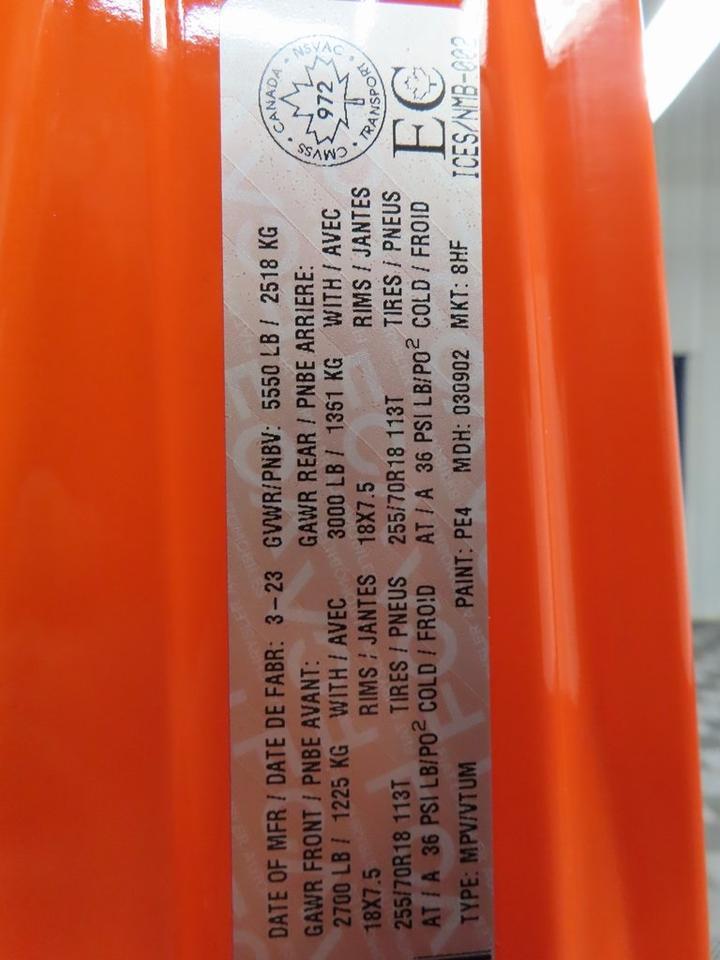 DATE OF MFR / DATE DE FABR: 3-23 GVWR/PNBV: 5550 LB / 2518 KG
GAWR FRONT / PNBE AVANT: GAWR REAR / PNBE ARRIERE:
2700 LB / 1225 KG WITH / AVEC 3000 LB / 1361 KG WITH / AVEC
18X7.5 RIMS / JANTES 18X7.5 RIMS / JANTES
255/70R18 113T TIRES / PNEUS 255/70R18 113T TIRES / PNEUS
AT / A 36 PSI LB/PO² COLD / FROID AT / A 36 PSI LB/PO² COLD / FROID
TYPE: MPV/VTUM PAINT: PE4 MDH: 030902 MKT: 8HF
CANADA · NSVAC · TRANSPORT · CMVSS ·
972
EC
ICES/NMB-002